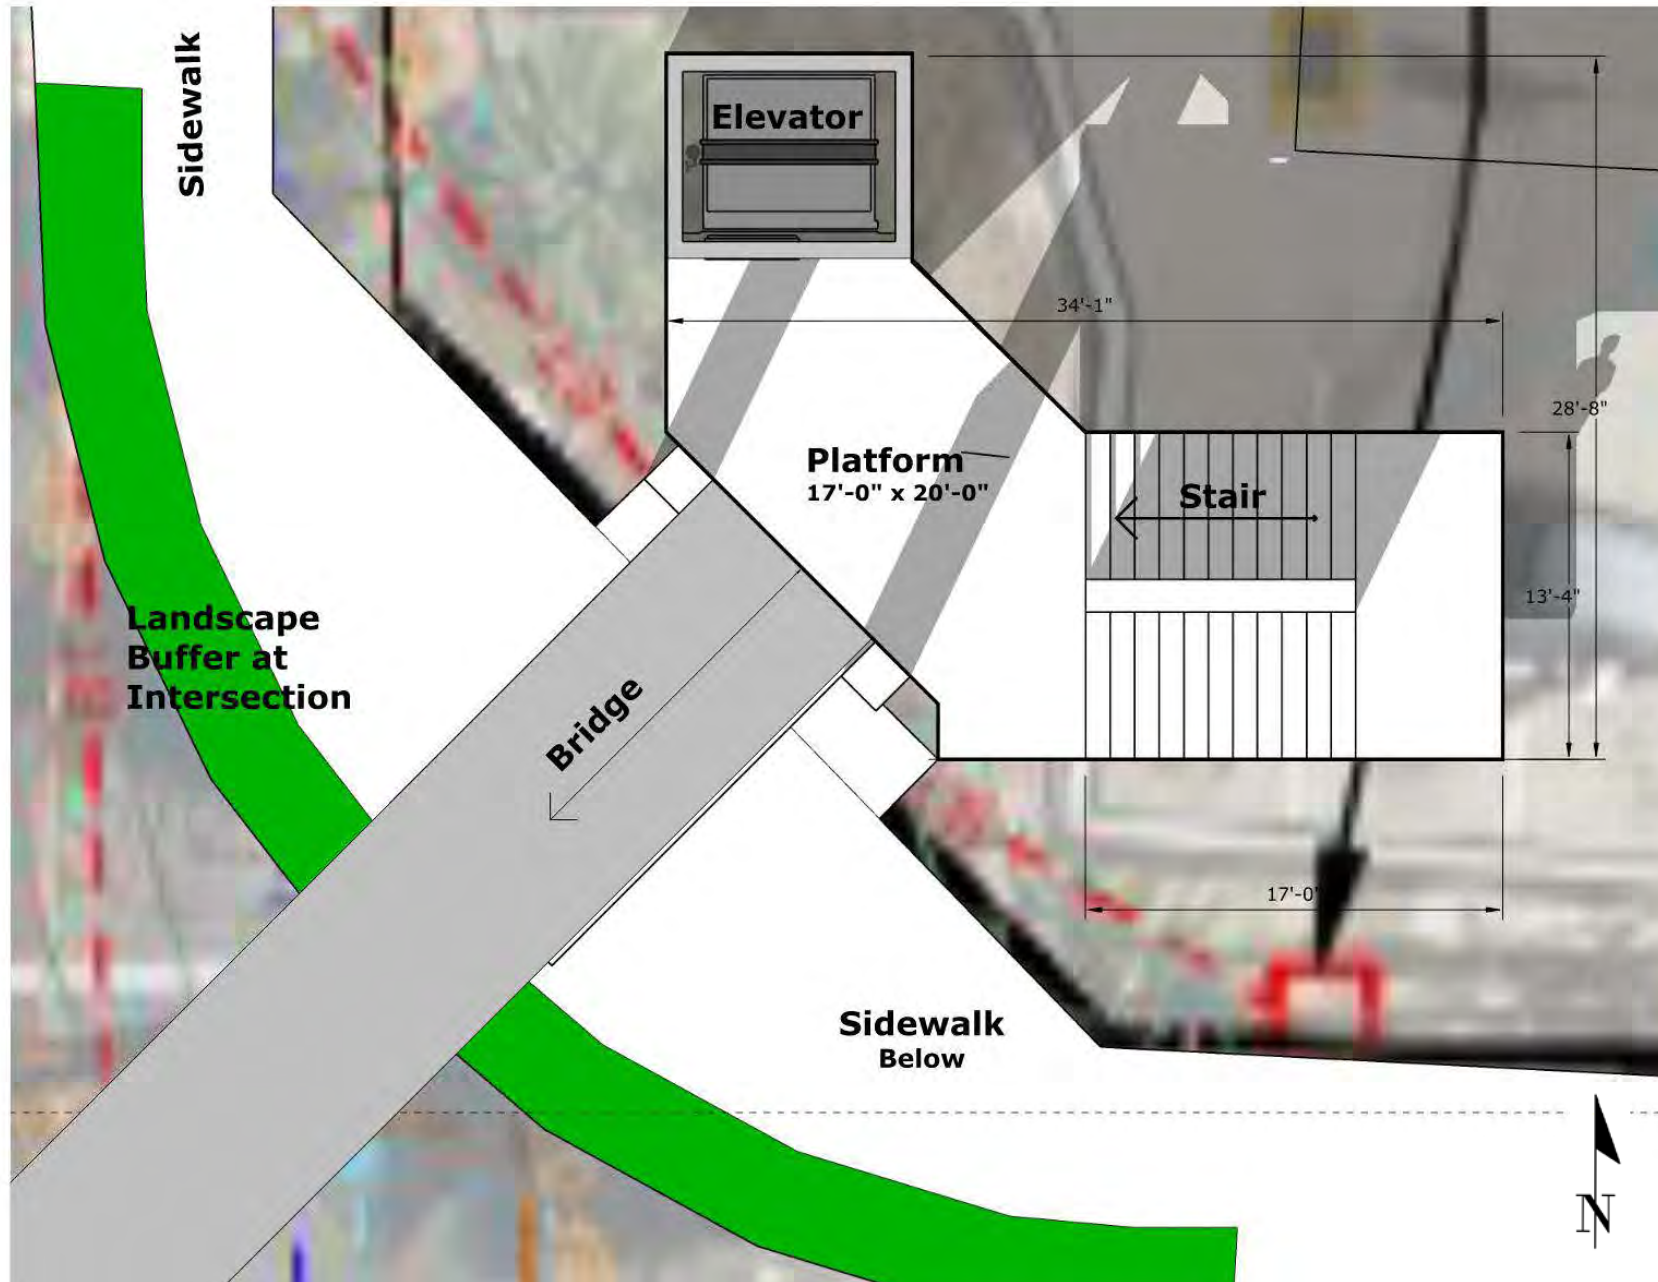 Sidewalk
Elevator
34'-1"
28'-8"
Platform
17'-0" x 20'-0"
Stair
13'-4"
Landscape
Buffer at
Intersection
Bridge
17'-0"
Sidewalk
Below
N